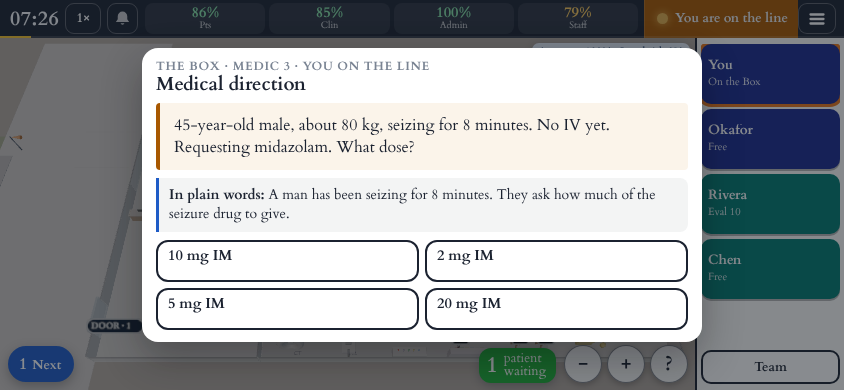 07:26
1×
86%
Pts
85%
Clin
100%
Admin
79%
Staff
You are on the line
THE BOX · MEDIC 3 · YOU ON THE LINE
Medical direction
45-year-old male, about 80 kg, seizing for 8 minutes. No IV yet.
Requesting midazolam. What dose?
In plain words: A man has been seizing for 8 minutes. They ask how much of the
seizure drug to give.
10 mg IM
2 mg IM
5 mg IM
20 mg IM
You
On the Box
Okafor
Free
Rivera
Eval 10
Chen
Free
DOOR · 1
1 Next
1 patient
waiting
−
+
?
Team